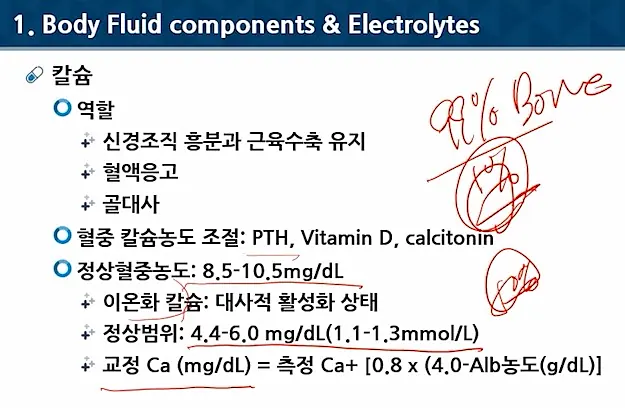 1. Body Fluid components & Electrolytes
칼슘
역할
신경조직 흥분과 근육수축 유지
혈액응고
골대사
혈중 칼슘농도 조절: PTH, Vitamin D, calcitonin
정상혈중농도: 8.5-10.5mg/dL
이온화 칼슘: 대사적 활성화 상태
정상범위: 4.4-6.0 mg/dL(1.1-1.3mmol/L)
교정 Ca (mg/dL) = 측정 Ca+ [0.8 x (4.0-Alb농도(g/dL)]
99% Bone
1%